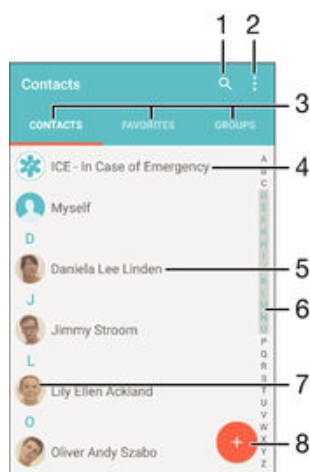 1 2
Contacts
3
CONTACTS FAVORITES GROUPS
ICE - In Case of Emergency 4
Myself
D
Daniela Lee Linden 5
J
Jimmy Stroom
6
L
7
Lily Ellen Ackland
O
Oliver Andy Szabo
+ 8
A
B
C
D
E
F
G
H
I
J
K
L
M
N
O
P
Q
R
S
T
U
V
W
X
Y
Z